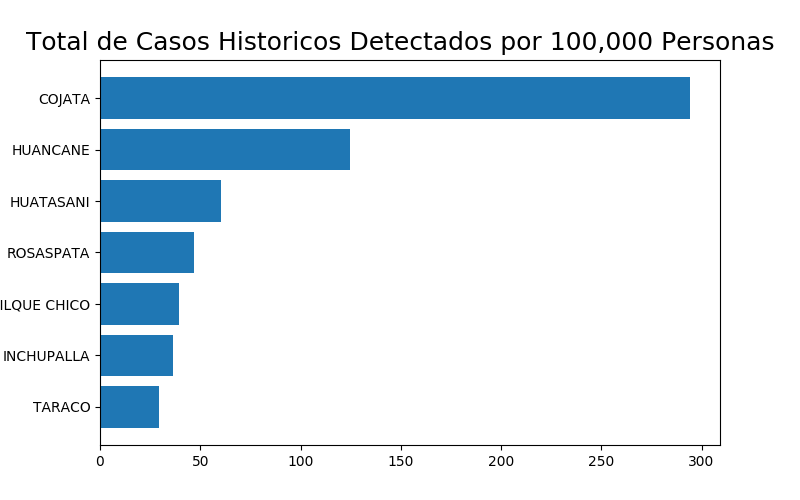 Total de Casos Historicos Detectados por 100,000 Personas
COJATA
HUANCANE
HUATASANI
ROSASPATA
ILQUE CHICO
INCHUPALLA
TARACO
0 50 100 150 200 250 300